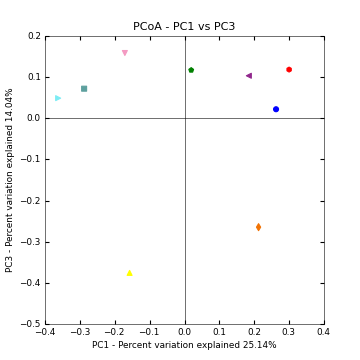 PCoA - PC1 vs PC3
0.2
0.1
0.0
−0.1
−0.2
−0.3
−0.4
−0.5
PC3 - Percent variation explained 14.04%
−0.4 −0.3 −0.2 −0.1 0.0 0.1 0.2 0.3 0.4
PC1 - Percent variation explained 25.14%